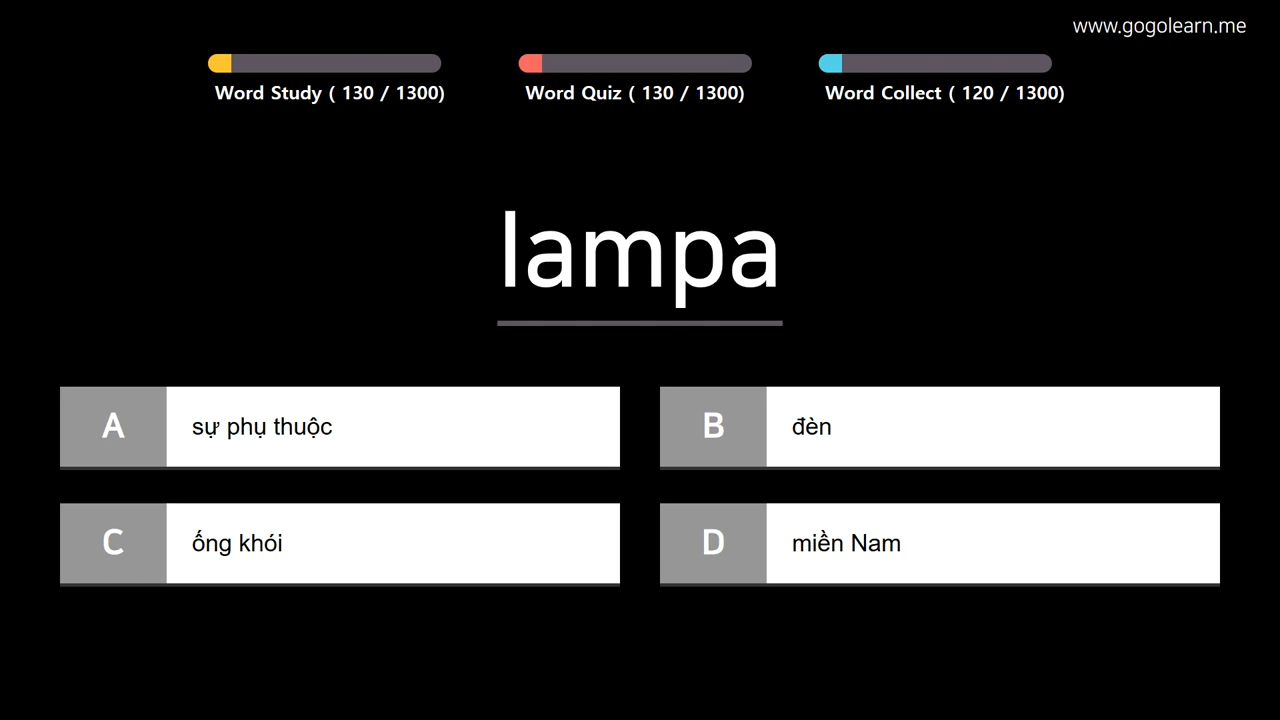 www.gogolearn.me
Word Study ( 130 / 1300)
Word Quiz ( 130 / 1300)
Word Collect ( 120 / 1300)
lampa
A
sự phụ thuộc
B
đèn
C
ống khói
D
miền Nam